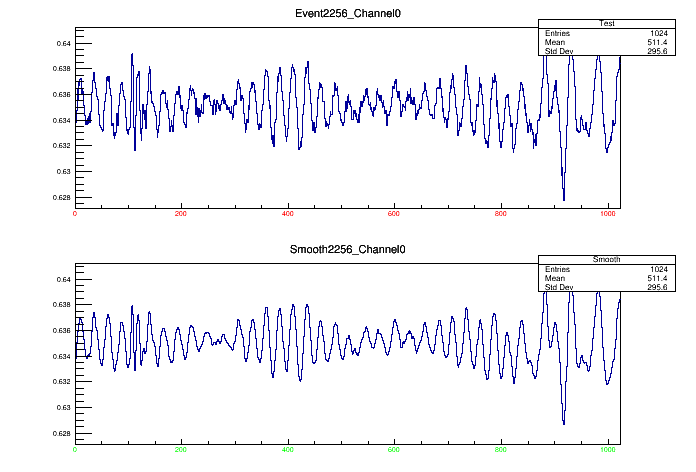 Event2256_Channel0
Test
Entries 1024
Mean 511.4
Std Dev 295.6
0.64
0.638
0.636
0.634
0.632
0.63
0.628
0 200 400 600 800 1000
Smooth2256_Channel0
Smooth
Entries 1024
Mean 511.4
Std Dev 295.6
0.64
0.638
0.636
0.634
0.632
0.63
0.628
0 200 400 600 800 1000